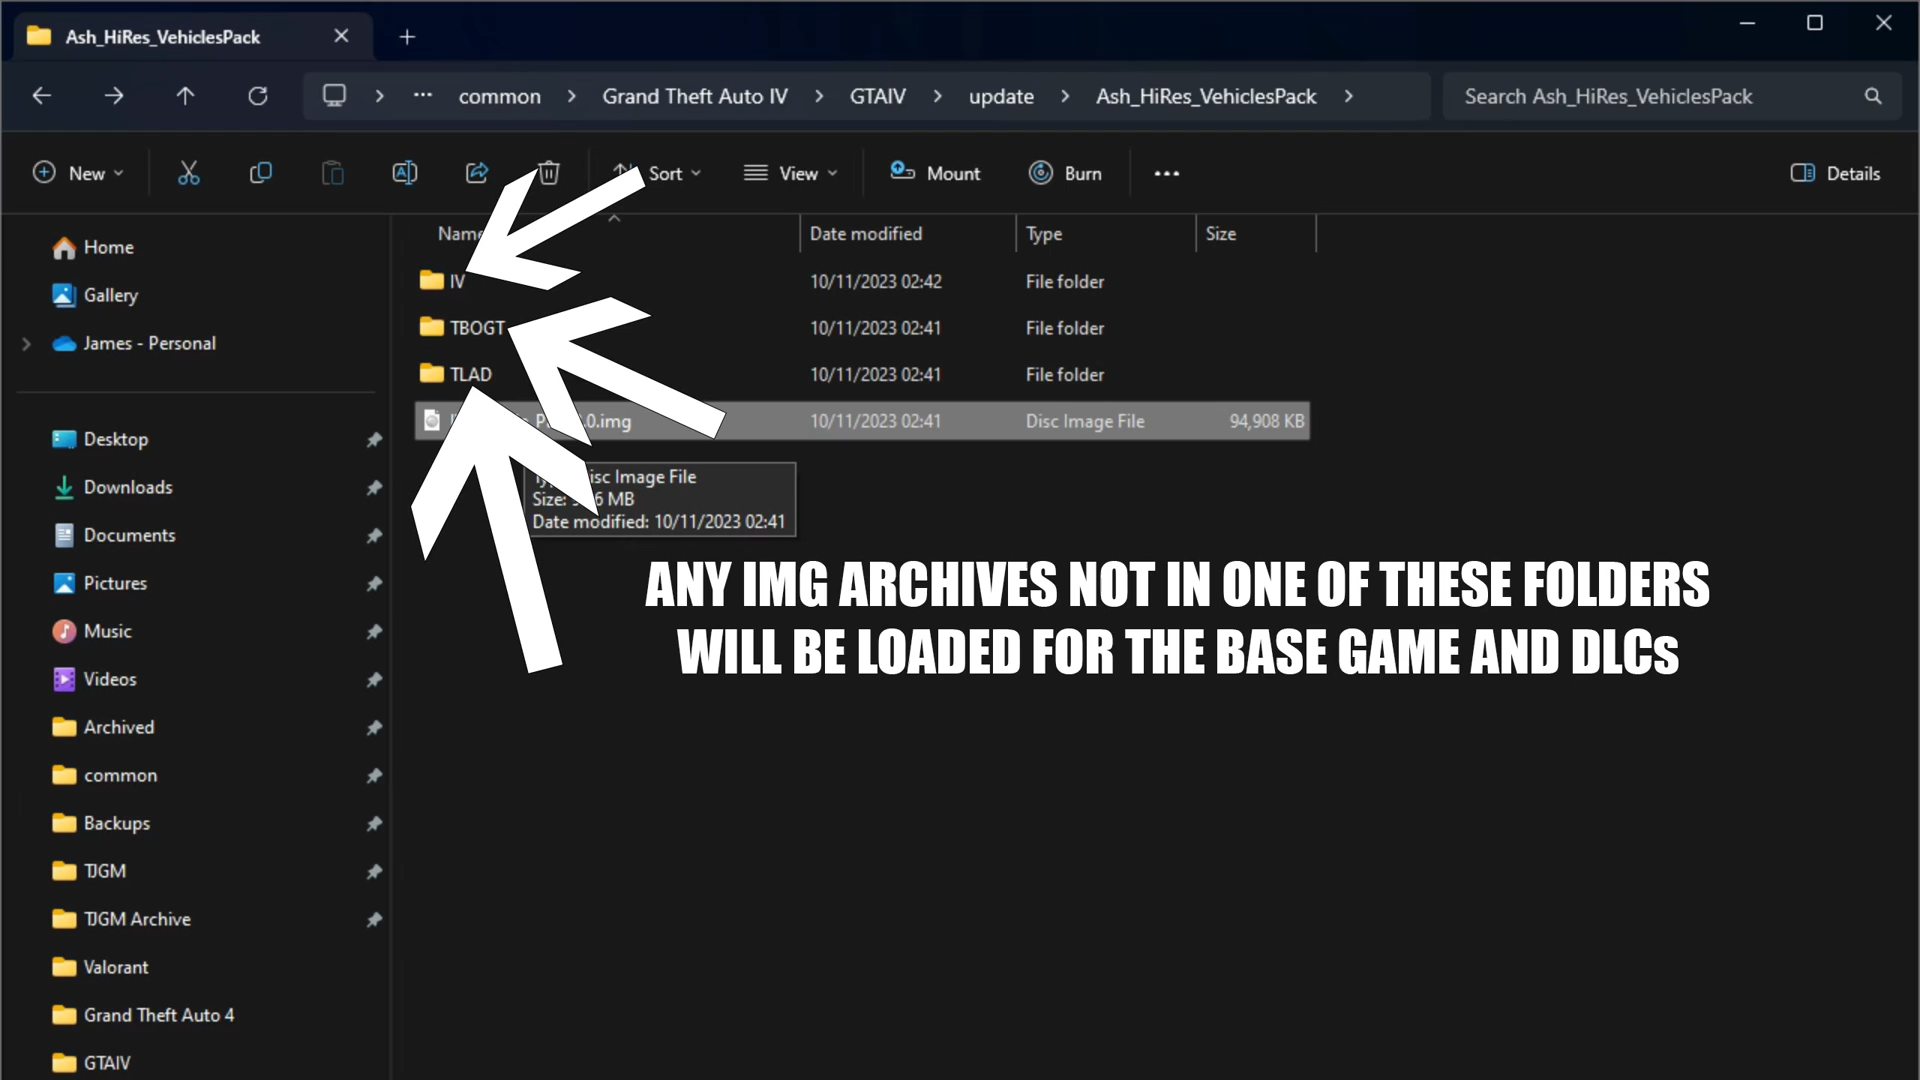 Ash_HiRes_VehiclesPack
common > Grand Theft Auto IV > GTAIV > update > Ash_HiRes_VehiclesPack >
Search Ash_HiRes_VehiclesPack
New
Sort
View
Mount
Burn
Details
Home
Gallery
James - Personal
Desktop
Downloads
Documents
Pictures
Music
Videos
Archived
common
Backups
TJGM
TJGM Archive
Valorant
Grand Theft Auto 4
GTAIV
Name Date modified Type Size
IV 10/11/2023 02:42 File folder
TBOGT 10/11/2023 02:41 File folder
TLAD 10/11/2023 02:41 File folder
.0.img 10/11/2023 02:41 Disc Image File 94,908 KB
Disc Image File
Size: MB
Date modified: 10/11/2023 02:41
ANY IMG ARCHIVES NOT IN ONE OF THESE FOLDERS
WILL BE LOADED FOR THE BASE GAME AND DLCs